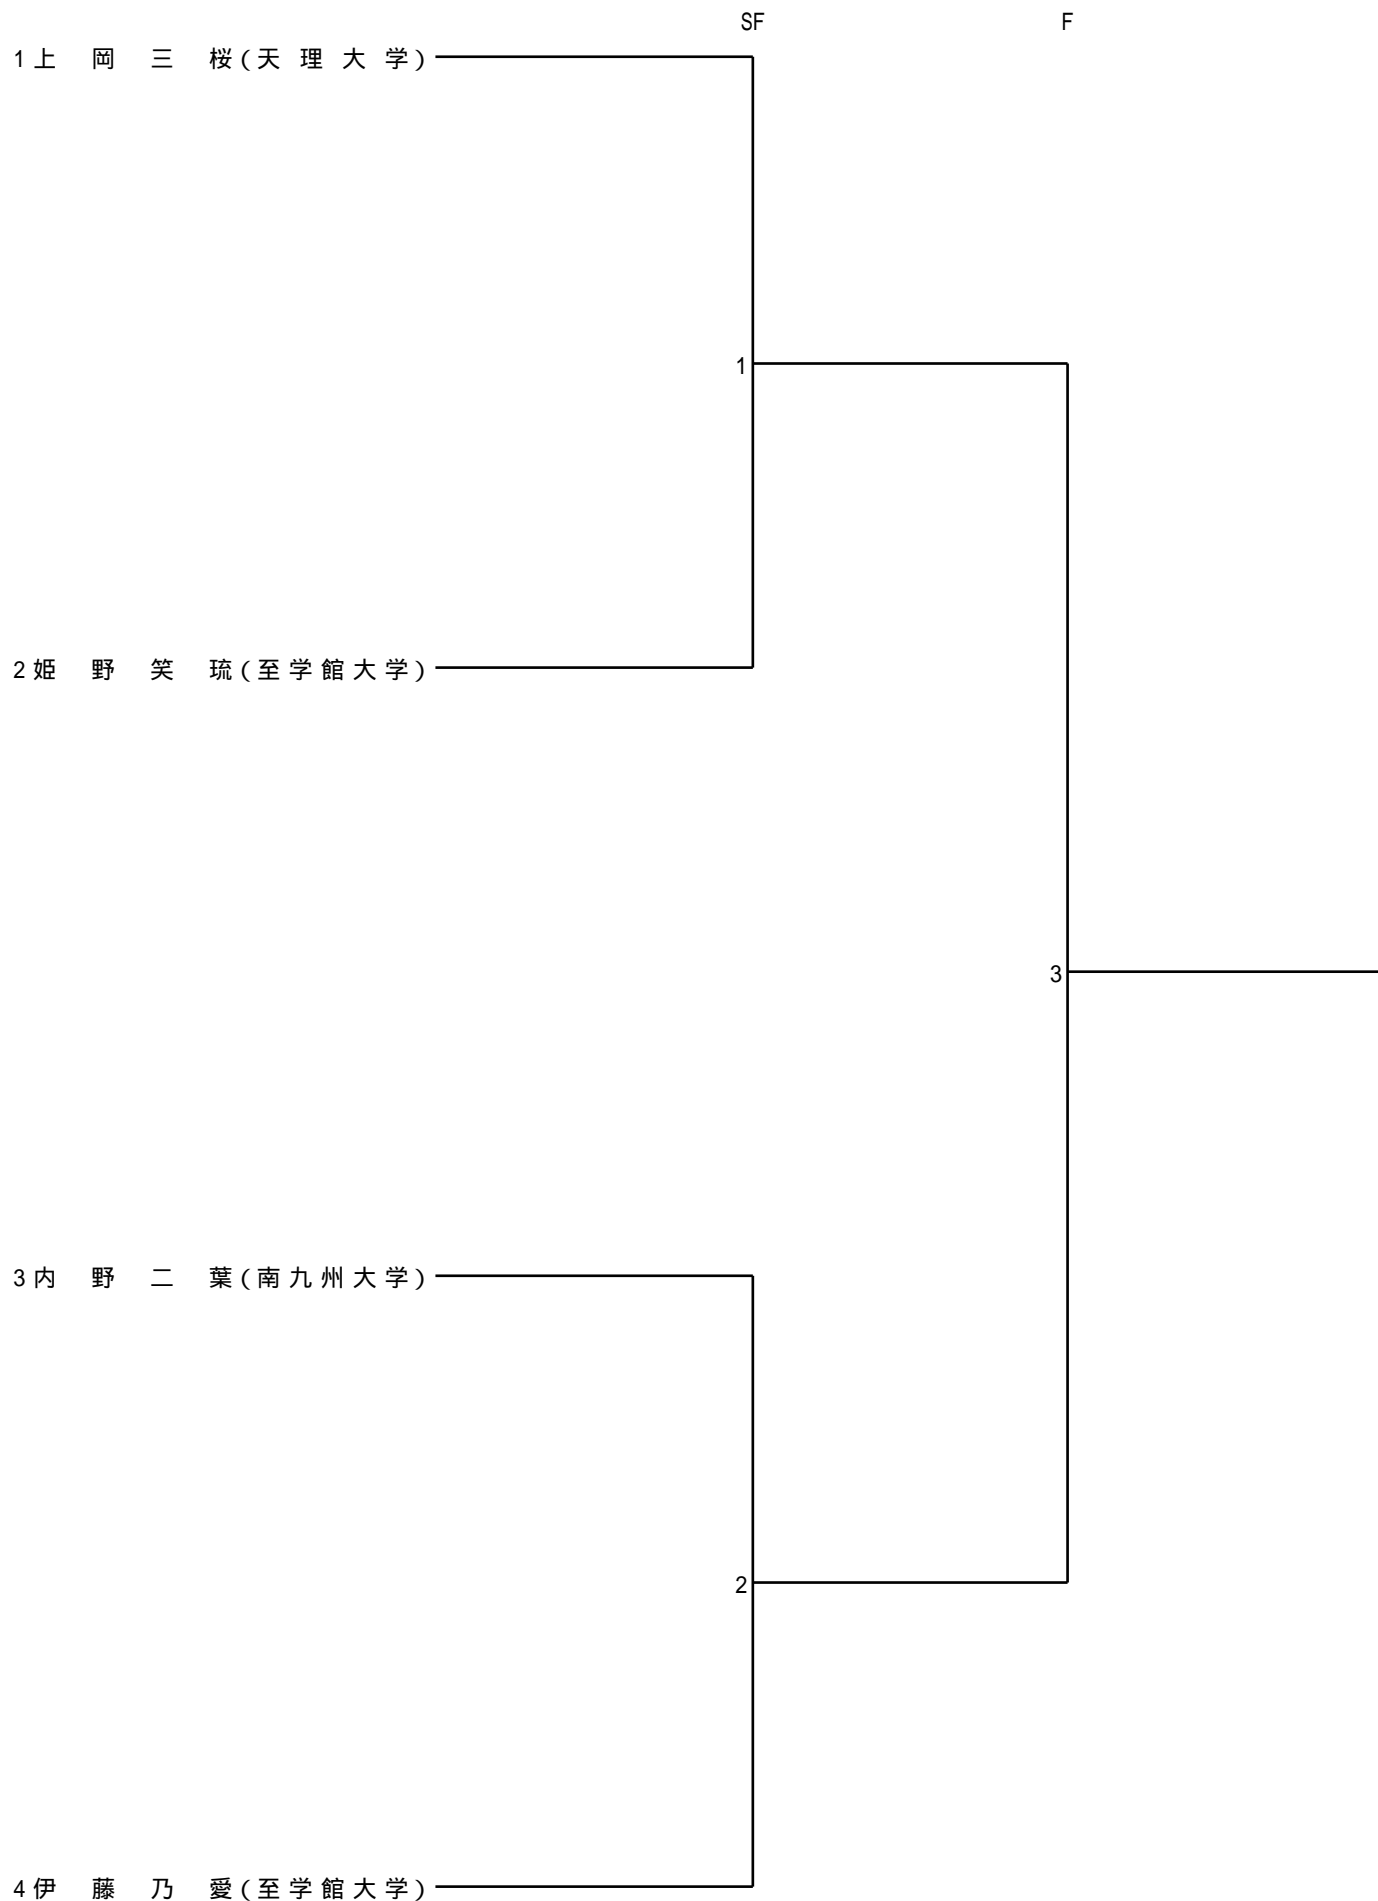 SF F
1 上岡三桜(天理大学)
1
2 姫野笑琉(至学館大学)
3
3 内野二葉(南九州大学)
2
4 伊藤乃愛(至学館大学)